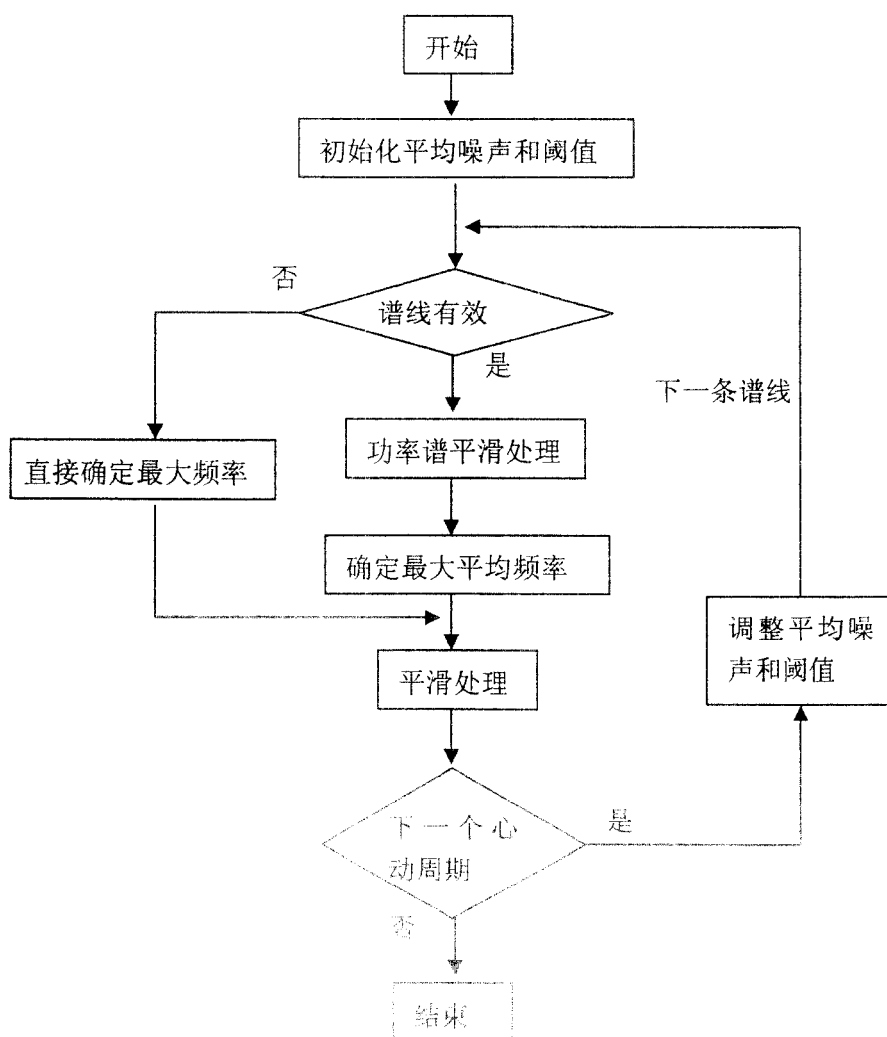 开始
初始化平均噪声和阈值
否
谱线有效
是
下一条谱线
功率谱平滑处理
直接确定最大频率
确定最大平均频率
调整平均噪
声和阈值
平滑处理
下一个心
动周期
是
否
结束